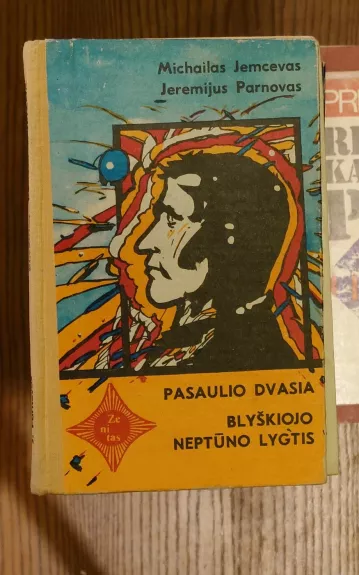 Michailas Jemcevas
Jeremijus Parnovas
PASAULIO DVASIA
BLYŠKIOJO
NEPTŪNO LYGTIS
Ze
ni
tas